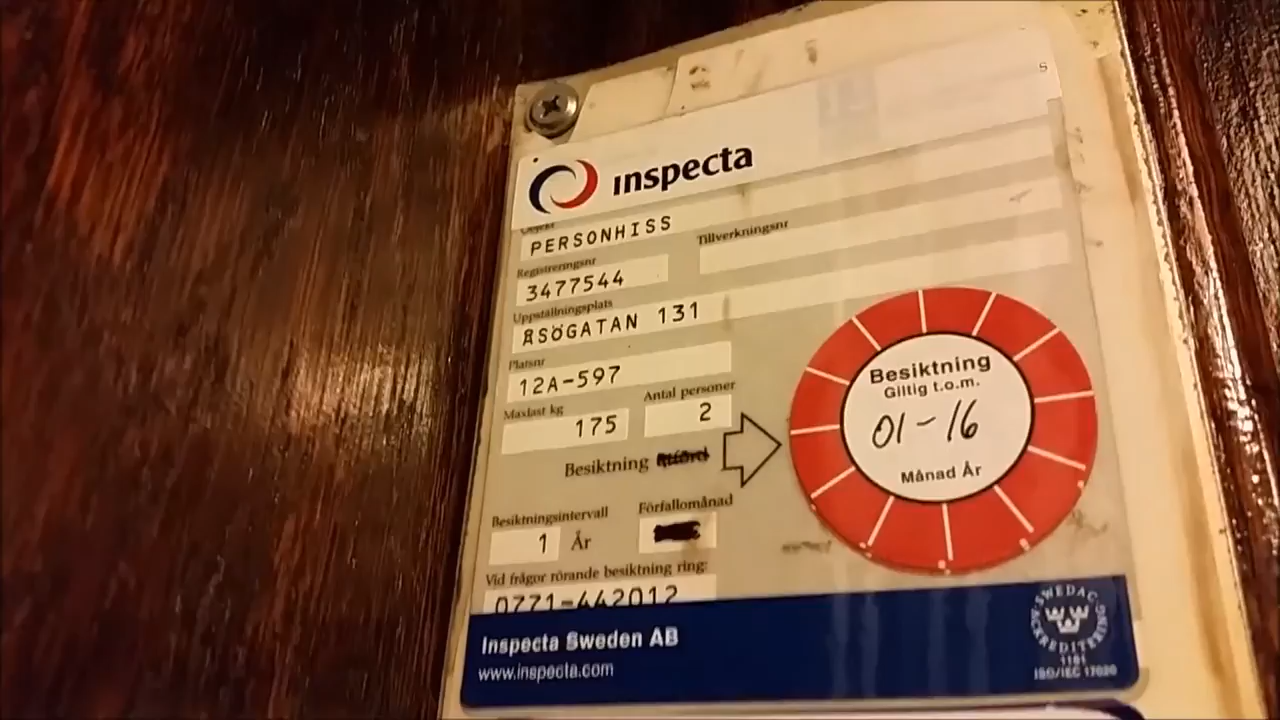 inspecta
Objekt
PERSONHISS
Registreringsnr
Tillverkningsnr
3477544
Uppställningsplats
ÅSÖGATAN 131
Platsnr
12A-597
Maxlast kg
Antal personer
175
2
Besiktning
Besiktning
Giltig t.o.m.
01-16
Månad År
Besiktningsintervall
Förfallomånad
1 År
Vid frågor rörande besiktning ring:
0771-442012
Inspecta Sweden AB
www.inspecta.com
SWEDAC
ACKREDITERING
1181
ISO/IEC 17020
S